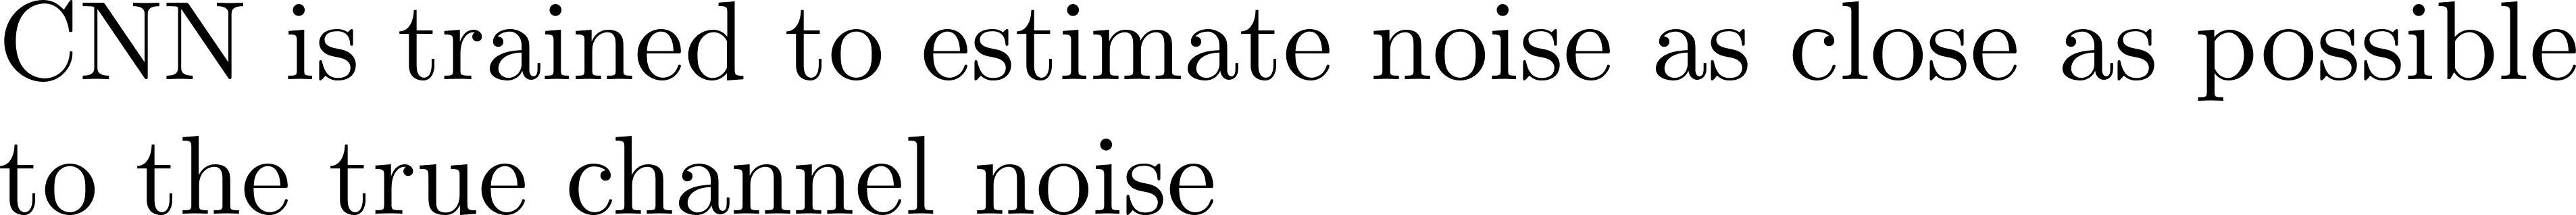 CNN is trained to estimate noise as close as possible
to the true channel noise